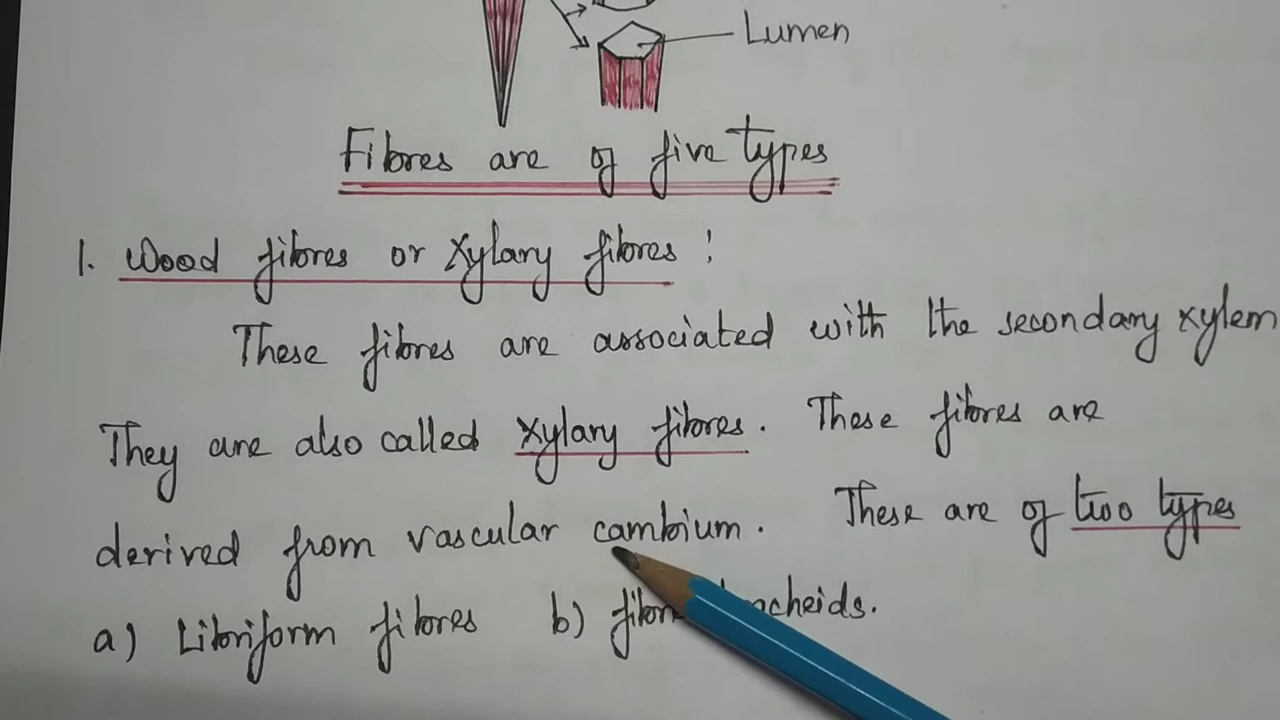 Lumen
Fibres are of five types
1. Wood fibres or Xylary fibres :
These fibres are associated with the secondary xylem
They are also called xylary fibres. These fibres are
derived from vascular cambium. These are of two types
a) Libriform fibres b)